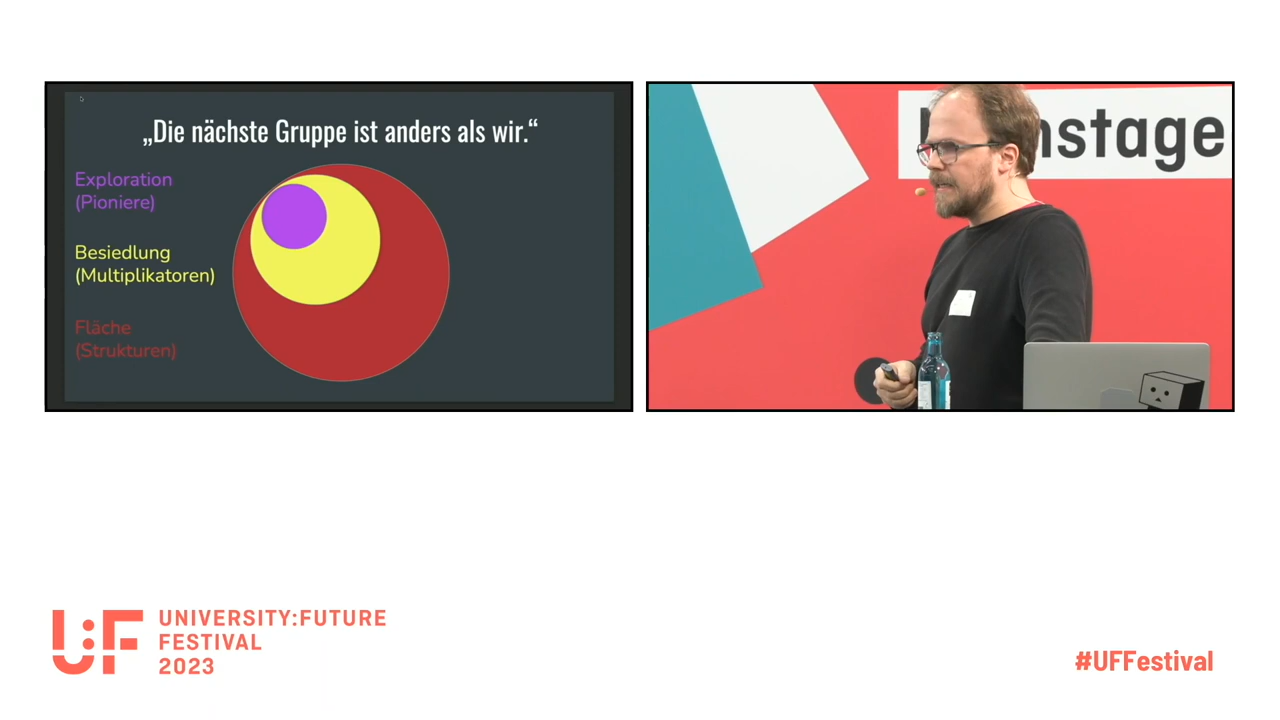 „Die nächste Gruppe ist anders als wir.“
Exploration
(Pioniere)
Besiedlung
(Multiplikatoren)
Fläche
(Strukturen)
nstage
U:F
UNIVERSITY:FUTURE
FESTIVAL
2023
#UFFestival